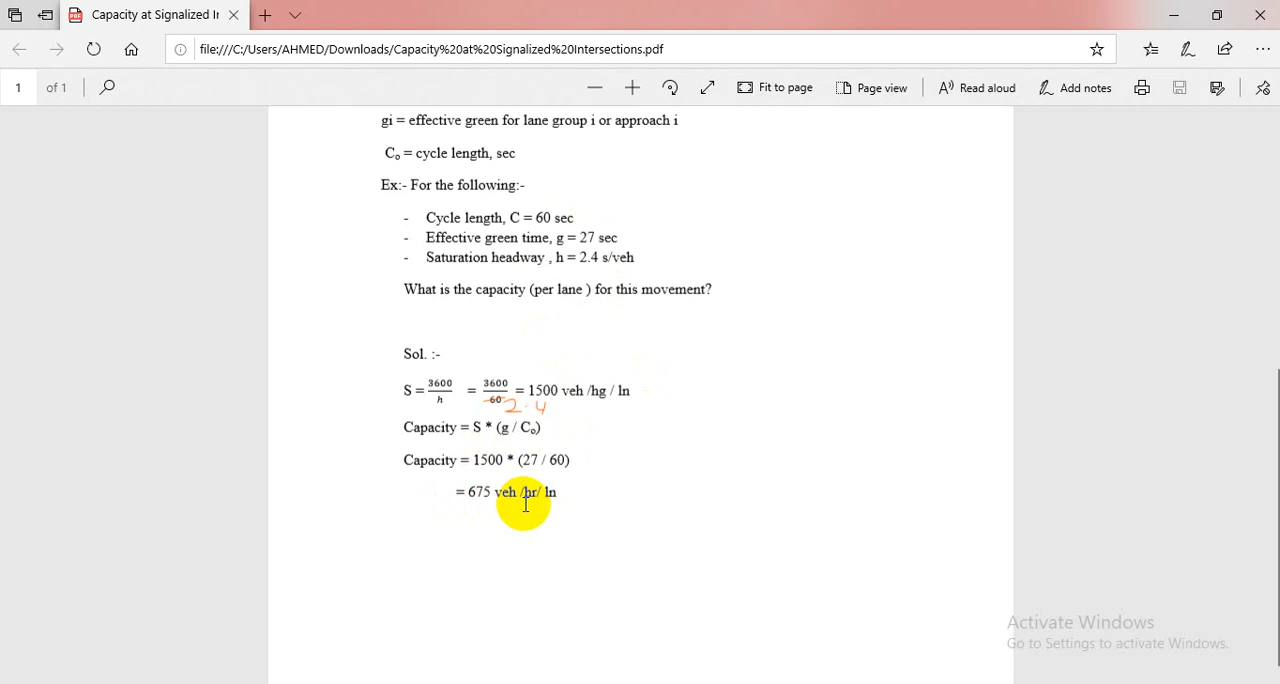 Capacity at Signalized Ir
file:///C:/Users/AHMED/Downloads/Capacity%20at%20Signalized%20Intersections.pdf
1 of 1 Fit to page Page view Read aloud Add notes
gi = effective green for lane group i or approach i
Co = cycle length, sec
Ex:- For the following:-
- Cycle length, C = 60 sec
- Effective green time, g = 27 sec
- Saturation headway , h = 2.4 s/veh
What is the capacity (per lane ) for this movement?
Sol. :-
S = 3600/h = 3600/60 = 1500 veh /hg / ln
2.4
Capacity = S * (g / Co)
Capacity = 1500 * (27 / 60)
= 675 veh /hr/ ln
Activate Windows
Go to Settings to activate Windows.